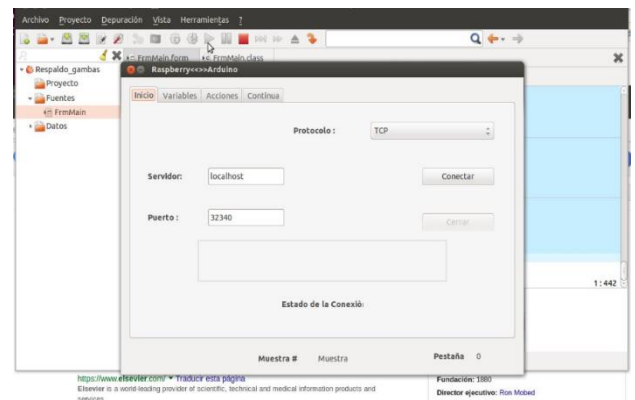 Archivo Proyecto Depuración Vista Herramientas ?
FrmMain.form FrmMain.class
Respaldo_gambas
Proyecto
Fuentes
FrmMain
Datos
Raspberry<<>>Arduino
Inicio Variables Acciones Continua
Protocolo : TCP
Servidor: localhost Conectar
Puerto : 32340 Cerrar
Estado de la Conexiò:
1: 442
Muestra # Muestra Pestaña 0
https://www.elsevier.com/ Traducir esta página
Elsevier is a world-leading provider of scientific, technical and medical information products and
services
Fundación: 1880
Director ejecutivo: Ron Mobed